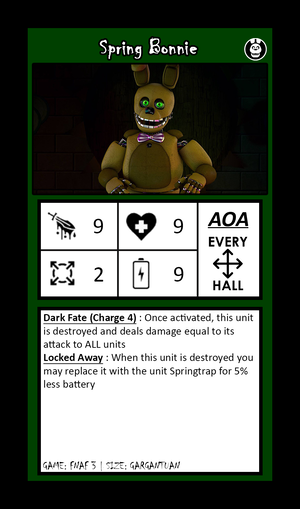 Spring Bonnie
9 9 AOA
EVERY
2 9
HALL
Dark Fate (Charge 4) : Once activated, this unit
is destroyed and deals damage equal to its
attack to ALL units
Locked Away : When this unit is destroyed you
may replace it with the unit Springtrap for 5%
less battery
GAME: FNAF 3 | SIZE: GARGANTUAN